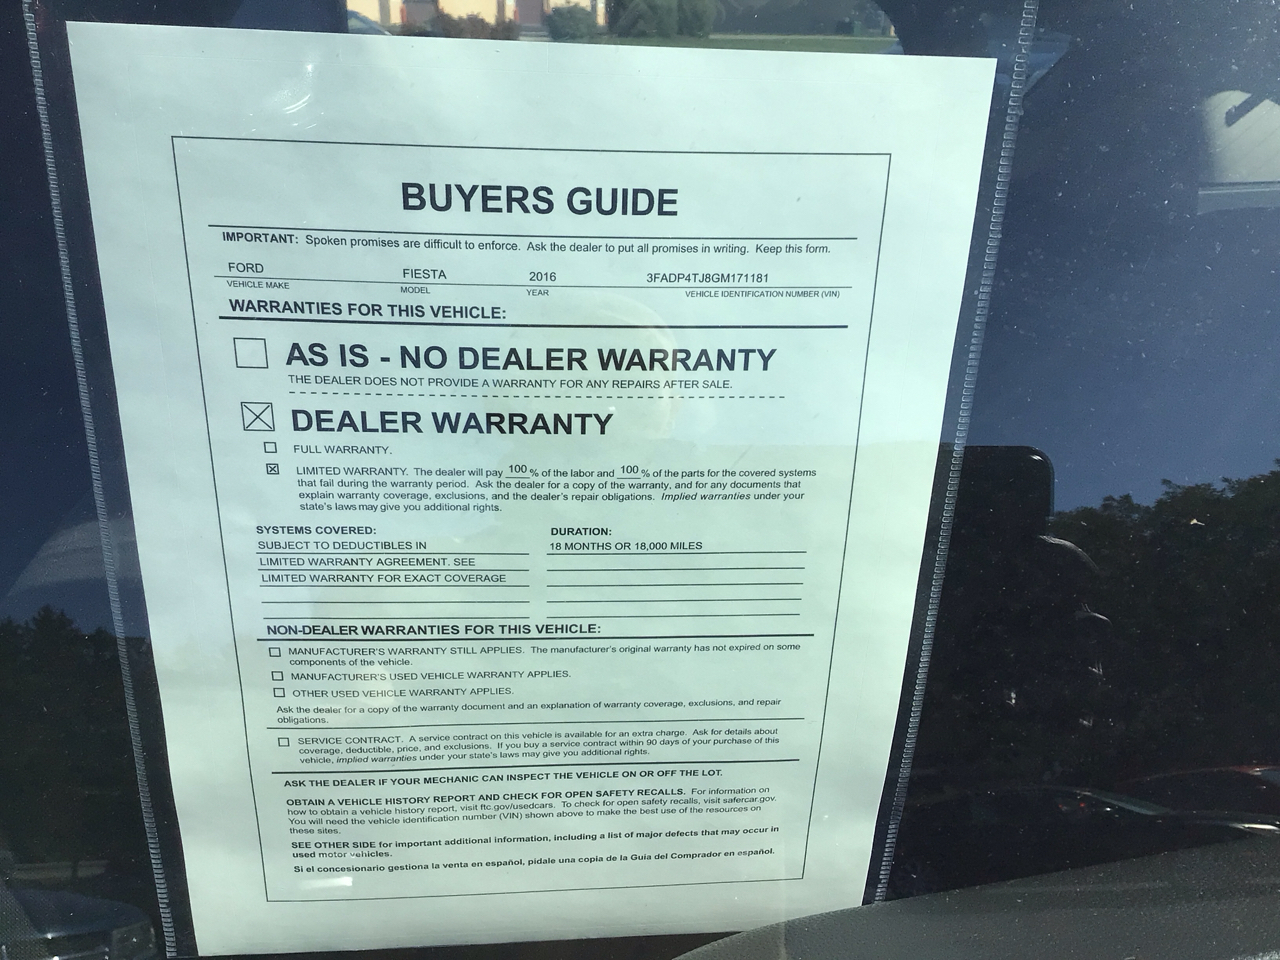 BUYERS GUIDE
IMPORTANT: Spoken promises are difficult to enforce. Ask the dealer to put all promises in writing. Keep this form.
FORD FIESTA 2016 3FADP4TJ8GM171181
VEHICLE MAKE MODEL YEAR VEHICLE IDENTIFICATION NUMBER (VIN)
WARRANTIES FOR THIS VEHICLE:
AS IS - NO DEALER WARRANTY
THE DEALER DOES NOT PROVIDE A WARRANTY FOR ANY REPAIRS AFTER SALE.
DEALER WARRANTY
FULL WARRANTY.
LIMITED WARRANTY. The dealer will pay 100 % of the labor and 100 % of the parts for the covered systems
that fail during the warranty period. Ask the dealer for a copy of the warranty, and for any documents that
explain warranty coverage, exclusions, and the dealer's repair obligations. Implied warranties under your
state's laws may give you additional rights.
SYSTEMS COVERED: DURATION:
SUBJECT TO DEDUCTIBLES IN 18 MONTHS OR 18,000 MILES
LIMITED WARRANTY AGREEMENT. SEE
LIMITED WARRANTY FOR EXACT COVERAGE
NON-DEALER WARRANTIES FOR THIS VEHICLE:
MANUFACTURER'S WARRANTY STILL APPLIES. The manufacturer's original warranty has not expired on some
components of the vehicle.
MANUFACTURER'S USED VEHICLE WARRANTY APPLIES.
OTHER USED VEHICLE WARRANTY APPLIES.
Ask the dealer for a copy of the warranty document and an explanation of warranty coverage, exclusions, and repair
obligations.
SERVICE CONTRACT. A service contract on this vehicle is available for an extra charge. Ask for details about
coverage, deductible, price, and exclusions. If you buy a service contract within 90 days of your purchase of this
vehicle, implied warranties under your state's laws may give you additional rights.
ASK THE DEALER IF YOUR MECHANIC CAN INSPECT THE VEHICLE ON OR OFF THE LOT.
OBTAIN A VEHICLE HISTORY REPORT AND CHECK FOR OPEN SAFETY RECALLS. For information on
how to obtain a vehicle history report, visit ftc.gov/usedcars. To check for open safety recalls, visit safercar.gov.
You will need the vehicle identification number (VIN) shown above to make the best use of the resources on
these sites.
SEE OTHER SIDE for important additional information, including a list of major defects that may occur in
used motor vehicles.
Si el concesionario gestiona la venta en español, pidale una copia de la Guia del Comprador en español.